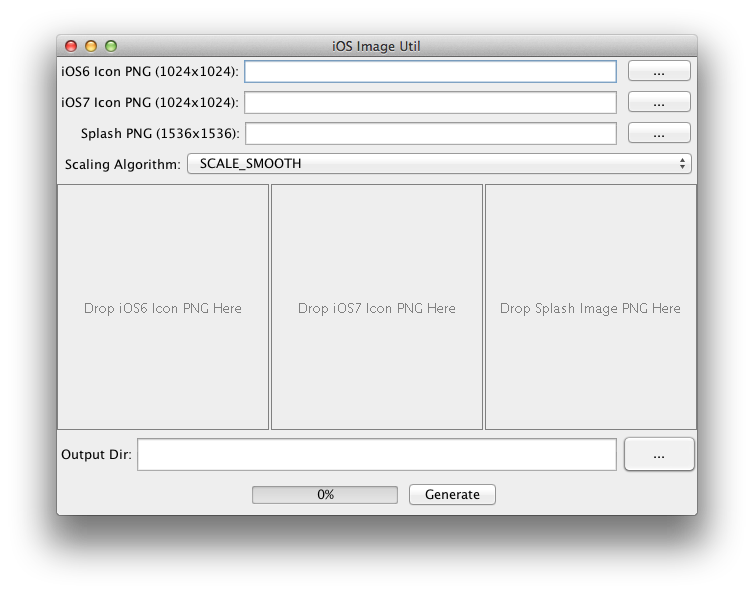 iOS Image Util
iOS6 Icon PNG (1024x1024): ...
iOS7 Icon PNG (1024x1024): ...
Splash PNG (1536x1536): ...
Scaling Algorithm: SCALE_SMOOTH
Drop iOS6 Icon PNG Here
Drop iOS7 Icon PNG Here
Drop Splash Image PNG Here
Output Dir: ...
0% Generate